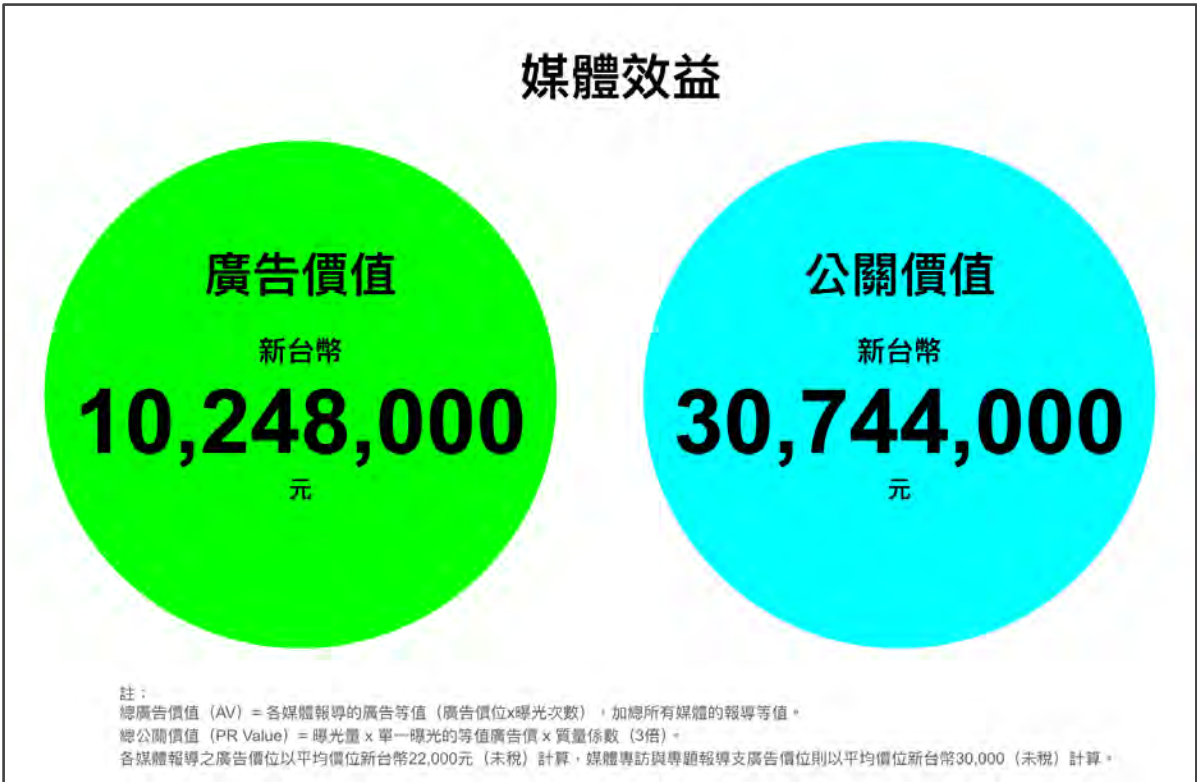 媒體效益
廣告價值
新台幣
10,248,000
元
公關價值
新台幣
30,744,000
元
註：
總廣告價值（AV）= 各媒體報導的廣告等值（廣告價位x曝光次數），加總所有媒體的報導等值。
總公關價值（PR Value）= 曝光量 x 單一曝光的等值廣告價 x 質量係數（3倍）。
各媒體報導之廣告價位以平均價位新台幣22,000元（未稅）計算，媒體專訪與專題報導支廣告價位則以平均價位新台幣30,000（未稅）計算。